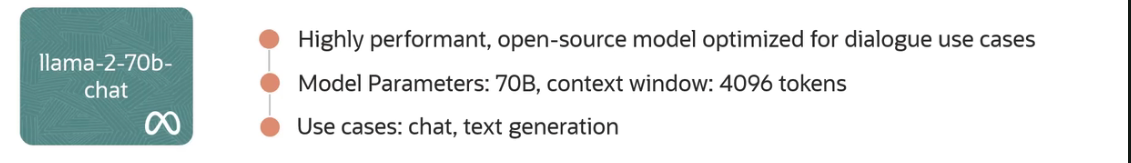 llama-2-70b-
chat
Highly performant, open-source model optimized for dialogue use cases
Model Parameters: 70B, context window: 4096 tokens
Use cases: chat, text generation